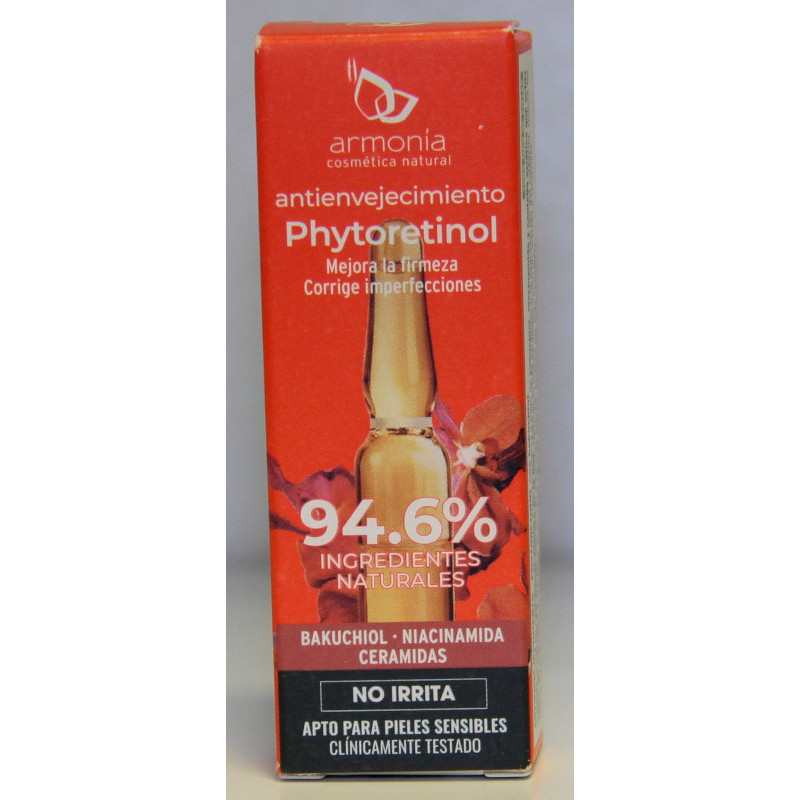 armonía
cosmética natural
antienvejecimiento
Phytoretinol
Mejora la firmeza
Corrige imperfecciones
94.6%
INGREDIENTES
NATURALES
BAKUCHIOL · NIACINAMIDA
CERAMIDAS
NO IRRITA
APTO PARA PIELES SENSIBLES
CLÍNICAMENTE TESTADO